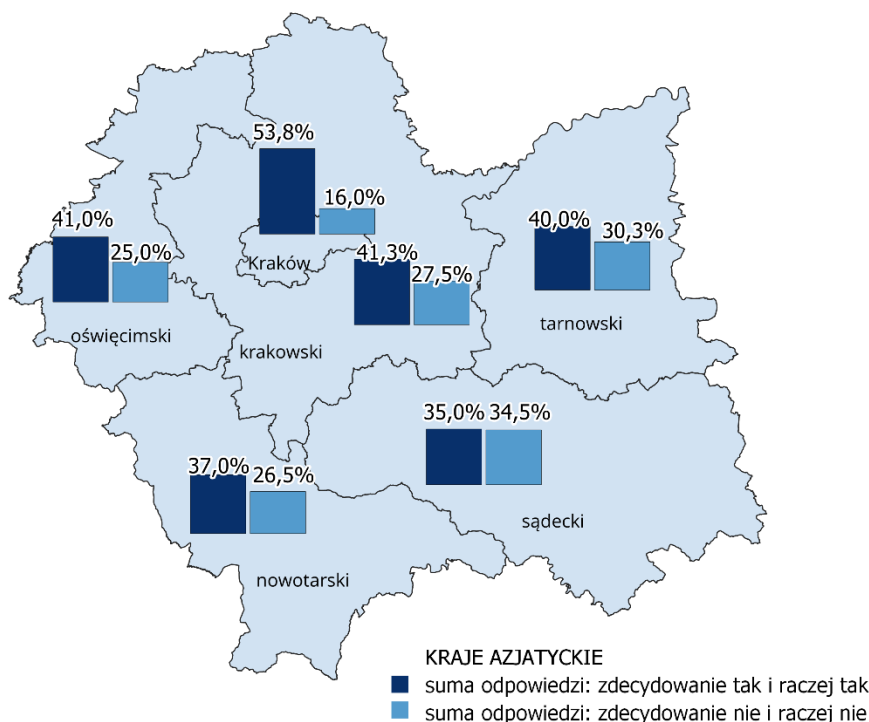 53,8%
16,0%
Kraków
41,0%
25,0%
oświęcimski
41,3%
27,5%
krakowski
40,0%
30,3%
tarnowski
35,0% 34,5%
sądecki
37,0%
26,5%
nowotarski
KRAJE AZJATYCKIE
suma odpowiedzi: zdecydowanie tak i raczej tak
suma odpowiedzi: zdecydowanie nie i raczej nie